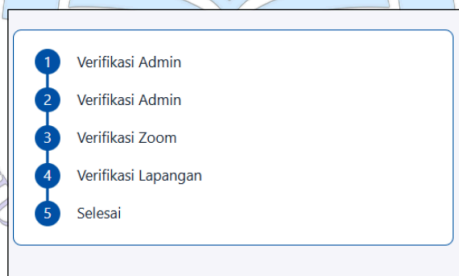 1 Verifikasi Admin
2 Verifikasi Admin
3 Verifikasi Zoom
4 Verifikasi Lapangan
5 Selesai